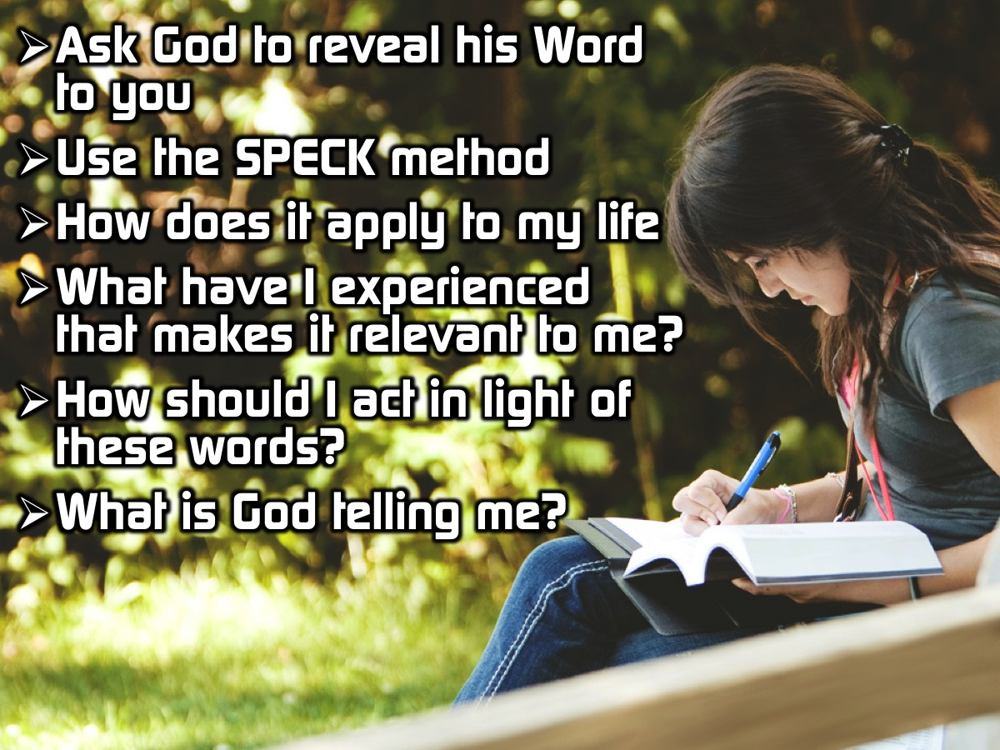 ➢Ask God to reveal his Word
to you
➢Use the SPECK method
➢How does it apply to my life
➢What have I experienced
that makes it relevant to me?
➢How should I act in light of
these words?
➢What is God telling me?